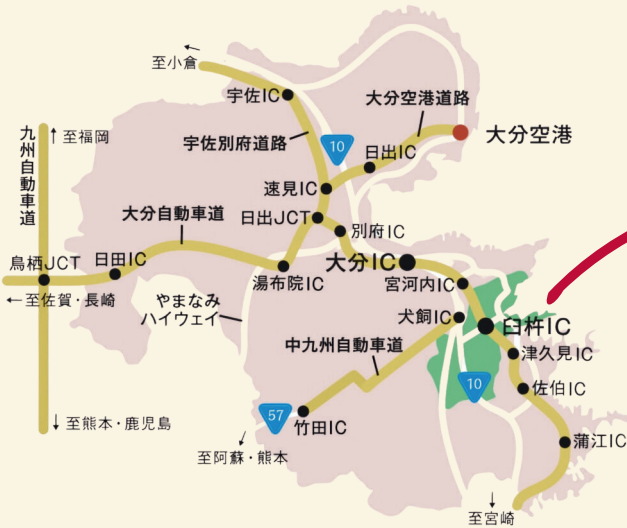 至小倉
宇佐IC
大分空港道路
九州自動車道
至福岡
宇佐別府道路
10
大分空港
日出IC
速見IC
大分自動車道
日出JCT
別府IC
鳥栖JCT
日田IC
大分IC
湯布院IC
宮河内IC
至佐賀・長崎
やまなみ
ハイウェイ
犬飼IC
臼杵IC
中九州自動車道
津久見IC
10
佐伯IC
57
至熊本・鹿児島
竹田IC
蒲江IC
至阿蘇・熊本
至宮崎